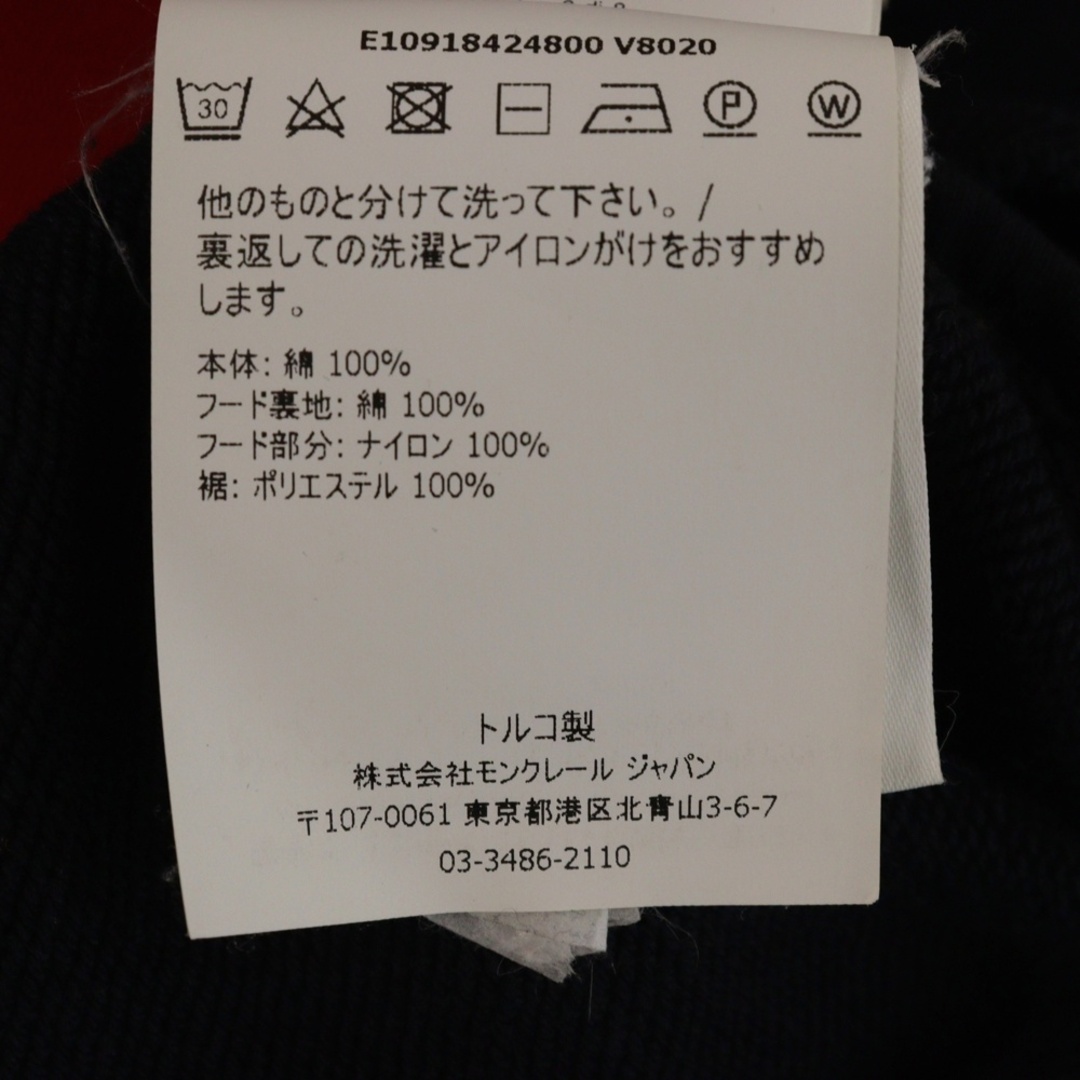 E10918424800 V8020
30
P
W
他のものと分けて洗って下さい。/
裏返しての洗濯とアイロンがけをおすすめ
します。
本体: 綿 100%
フード裏地: 綿 100%
フード部分: ナイロン 100%
裾: ポリエステル 100%
トルコ製
株式会社モンクレール ジャパン
〒107-0061 東京都港区北青山3-6-7
03-3486-2110